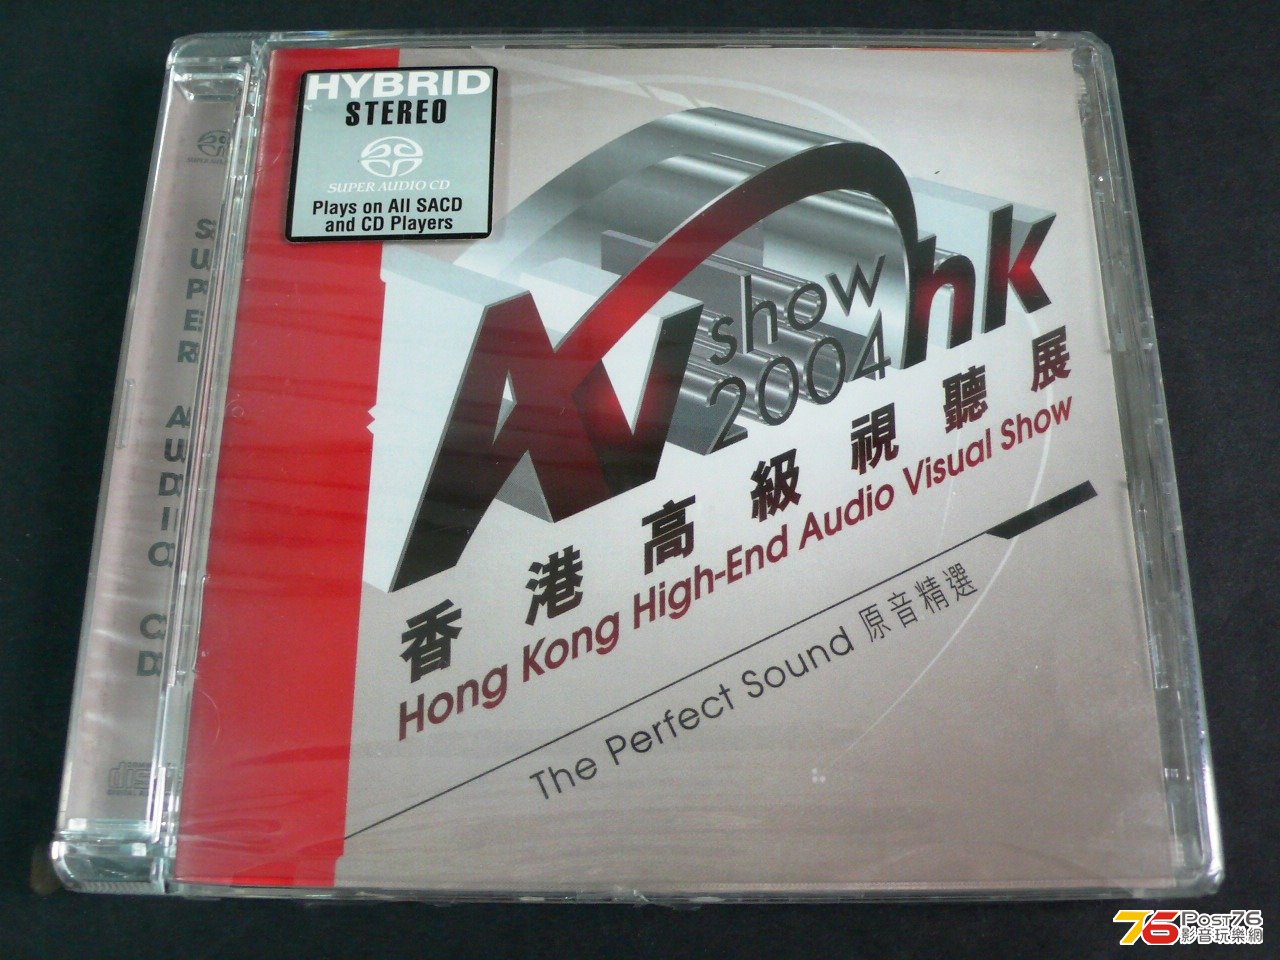 HYBRID
STEREO
SUPER AUDIO CD
Plays on All SACD
and CD Players
SUPER AUDIO CD
AV hk
show
2004
香港高級視聽展
Hong Kong High-End Audio Visual Show
The Perfect Sound 原音精選
76 Post76
影音玩樂網